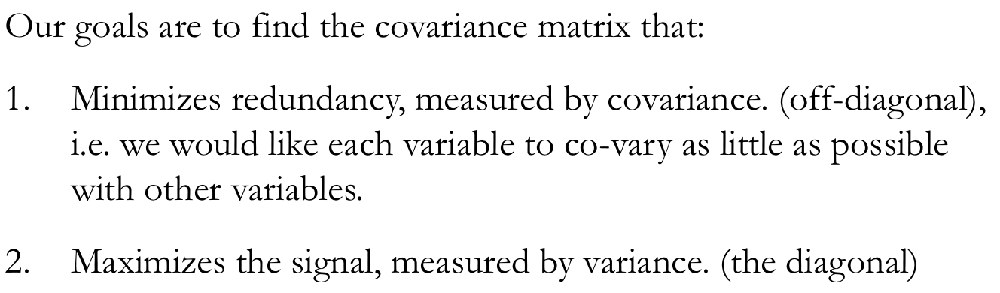 Our goals are to find the covariance matrix that:
1. Minimizes redundancy, measured by covariance. (off-diagonal),
i.e. we would like each variable to co-vary as little as possible
with other variables.
2. Maximizes the signal, measured by variance. (the diagonal)